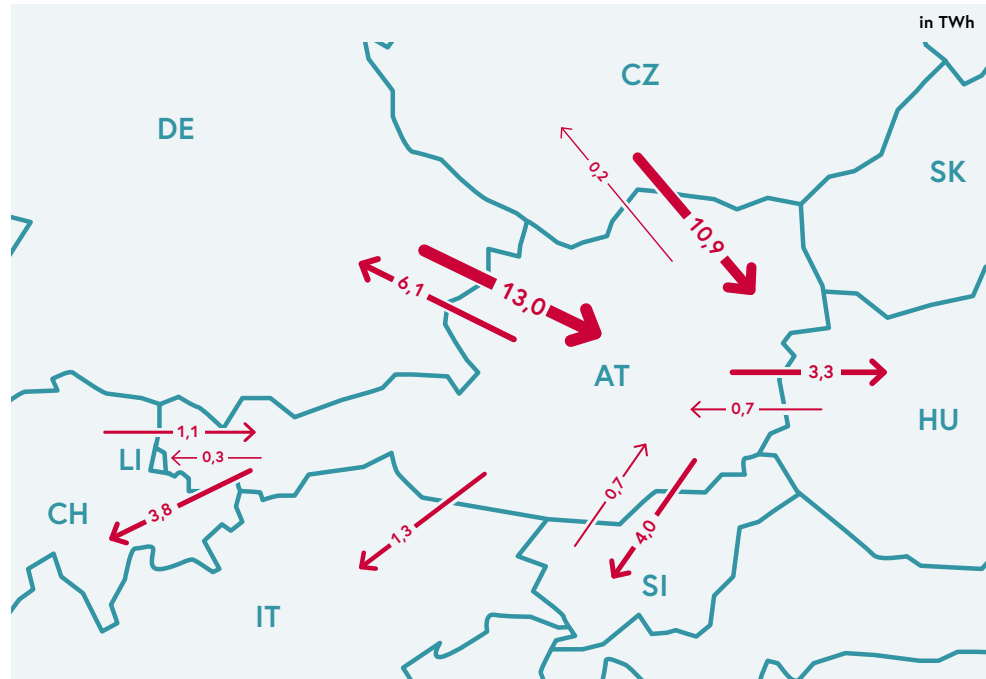 in TWh
CZ
DE
SK
0,2
10,9
6,1
13,0
AT
3,3
0,7
HU
1,1
LI
0,3
0,7
CH
3,8
1,3
4,0
SI
IT